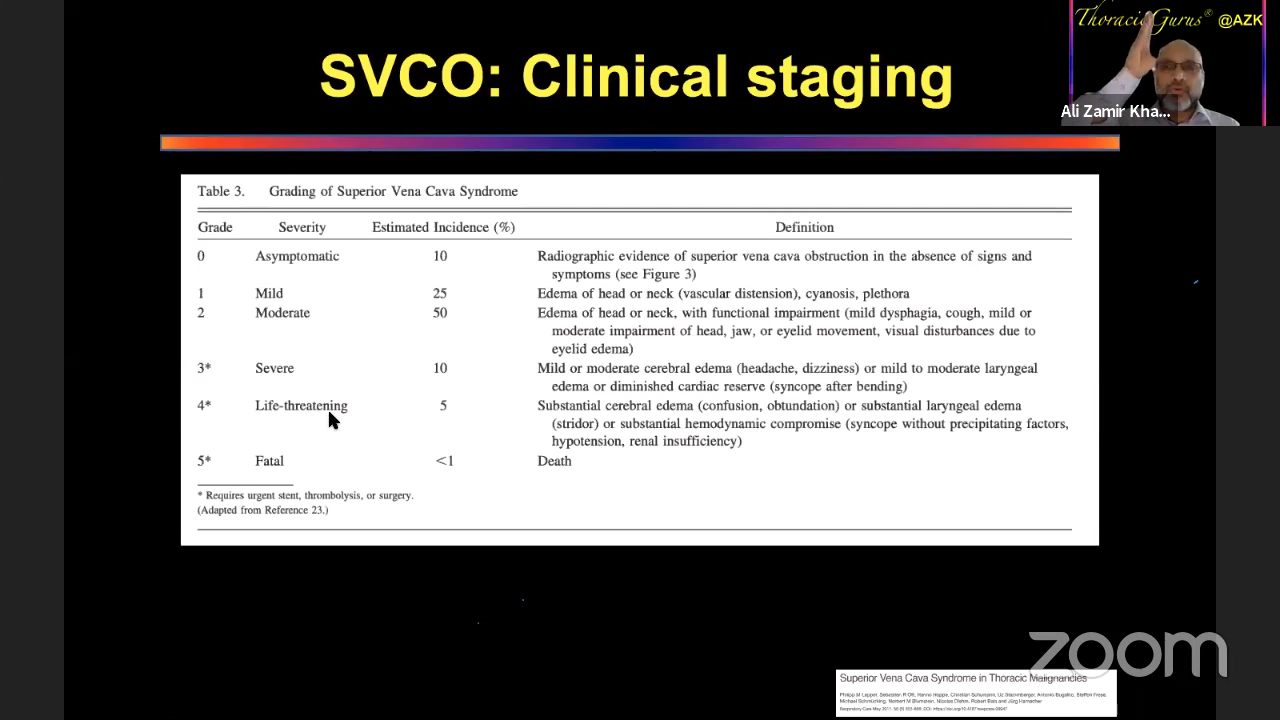 Thoracic Gurus® @AZK
SVCO: Clinical staging
Ali Zamir Kha...
Table 3. Grading of Superior Vena Cava Syndrome
Grade Severity Estimated Incidence (%) Definition
0 Asymptomatic 10 Radiographic evidence of superior vena cava obstruction in the absence of signs and
symptoms (see Figure 3)
1 Mild 25 Edema of head or neck (vascular distension), cyanosis, plethora
2 Moderate 50 Edema of head or neck, with functional impairment (mild dysphagia, cough, mild or
moderate impairment of head, jaw, or eyelid movement, visual disturbances due to
eyelid edema)
3* Severe 10 Mild or moderate cerebral edema (headache, dizziness) or mild to moderate laryngeal
edema or diminished cardiac reserve (syncope after bending)
4* Life-threatening 5 Substantial cerebral edema (confusion, obtundation) or substantial laryngeal edema
(stridor) or substantial hemodynamic compromise (syncope without precipitating factors,
hypotension, renal insufficiency)
5* Fatal <1 Death
* Requires urgent stent, thrombolysis, or surgery.
(Adapted from Reference 23.)
zoom
Superior Vena Cava Syndrome in Thoracic Malignancies